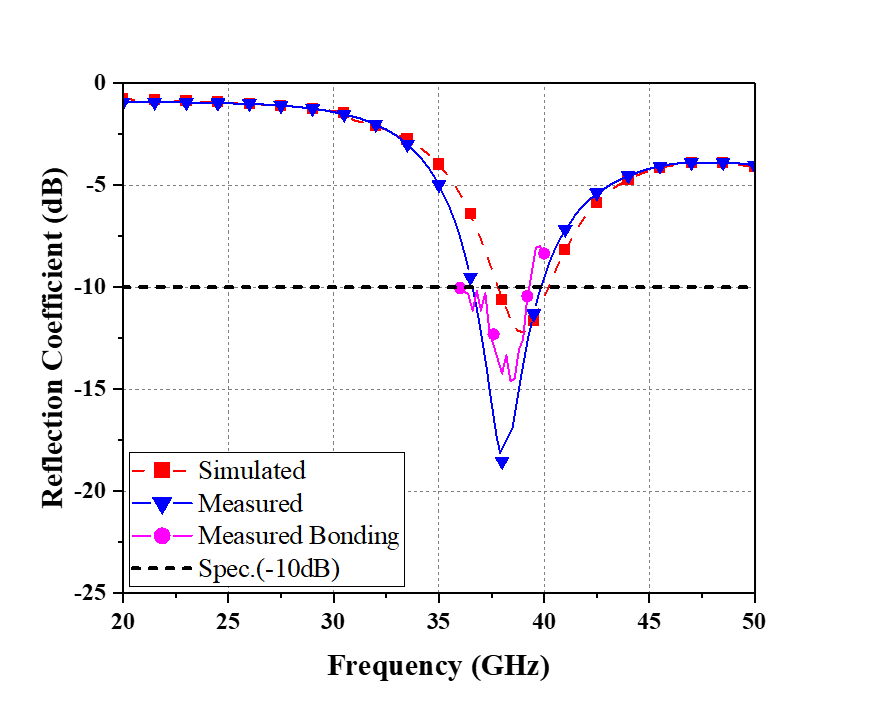 0
-5
-10
-15
-20
-25
Reflection Coefficient (dB)
Simulated
Measured
Measured Bonding
Spec.(-10dB)
20 25 30 35 40 45 50
Frequency (GHz)